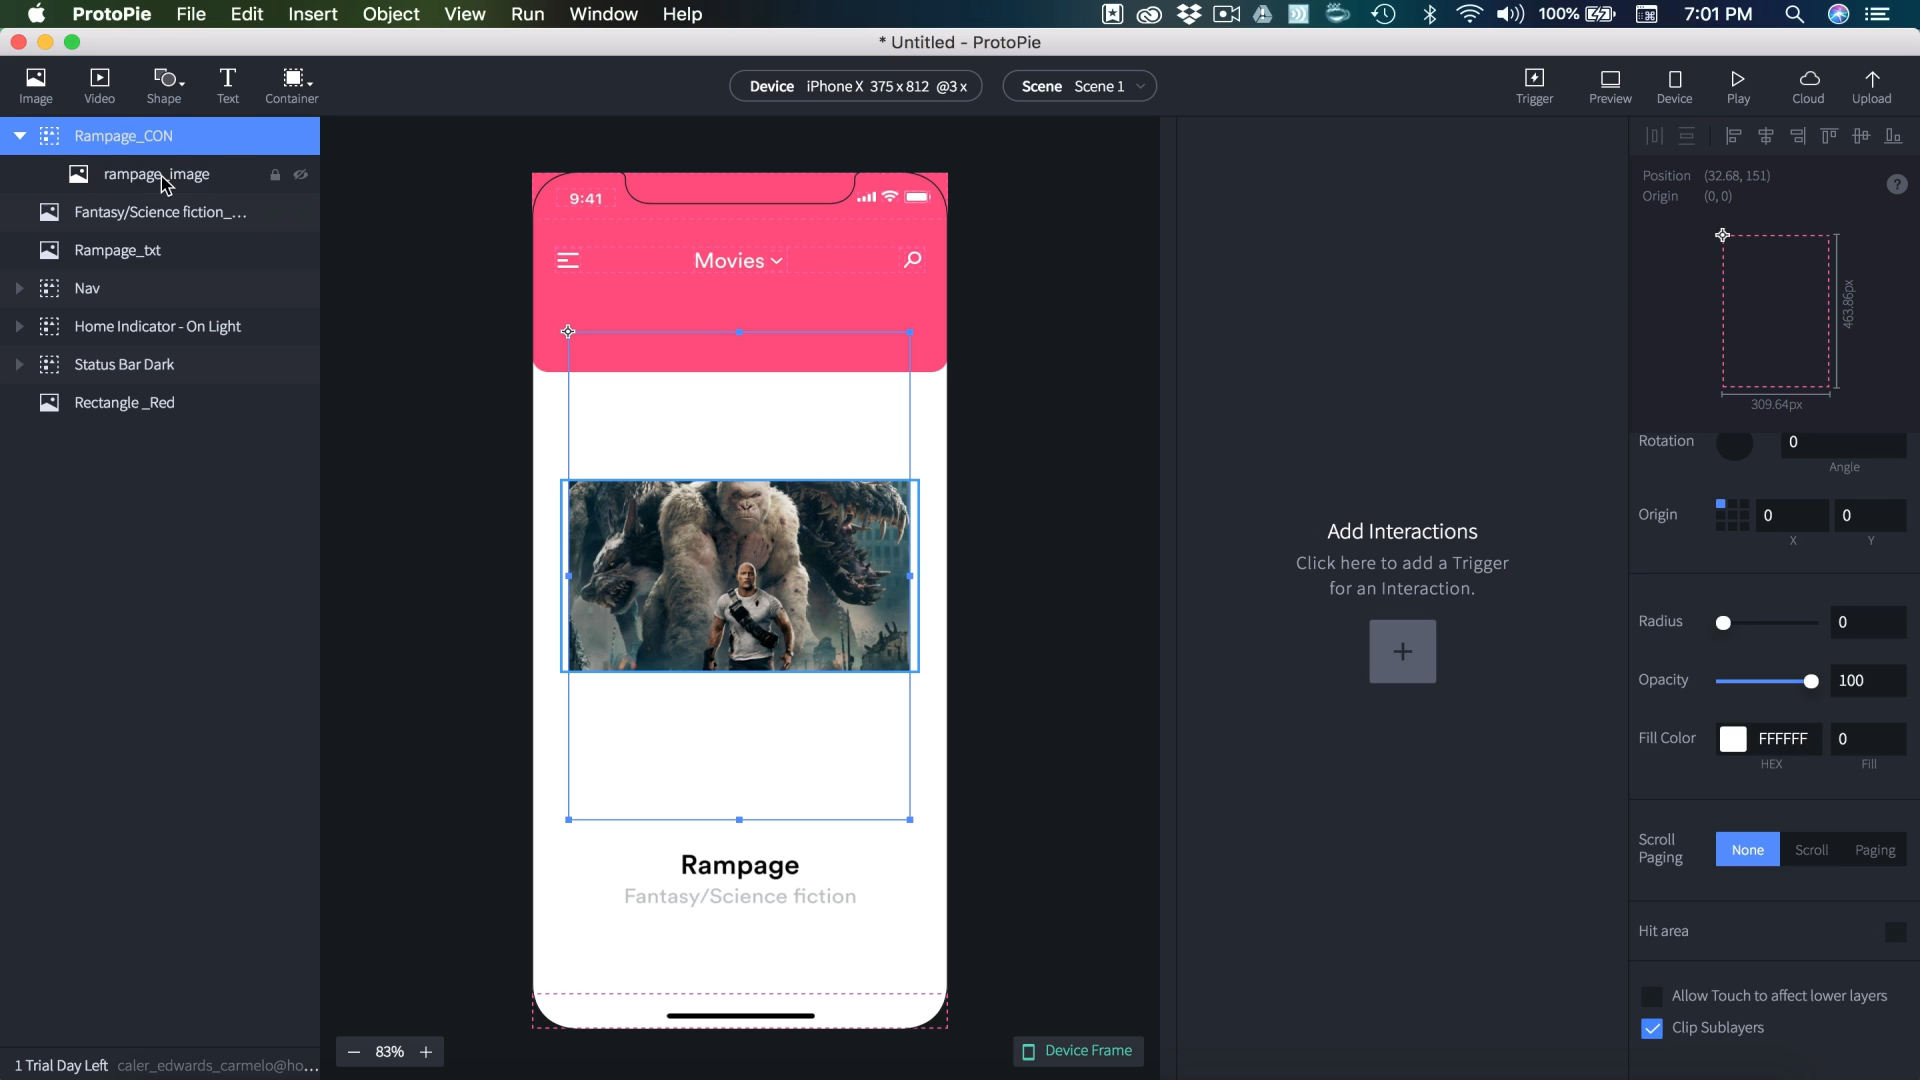 ProtoPie File Edit Insert Object View Run Window Help 100% 7:01 PM
* Untitled - ProtoPie
Image Video Shape Text Container
Device iPhone X 375 x 812 @3 x Scene Scene 1
Trigger Preview Device Play Cloud Upload
Rampage_CON
rampage_image
Fantasy/Science fiction_...
Rampage_txt
Nav
Home Indicator - On Light
Status Bar Dark
Rectangle _Red
1 Trial Day Left caler_edwards_carmelo@ho...
9:41
Movies
Rampage
Fantasy/Science fiction
83%
Device Frame
Add Interactions
Click here to add a Trigger
for an Interaction.
Position (32.68, 151)
Origin (0, 0)
?
463.86px
309.64px
Rotation 0
Angle
Origin 0 0
X Y
Radius 0
Opacity 100
Fill Color FFFFFF 0
HEX Fill
Scroll
Paging
None Scroll Paging
Hit area
Allow Touch to affect lower layers
Clip Sublayers